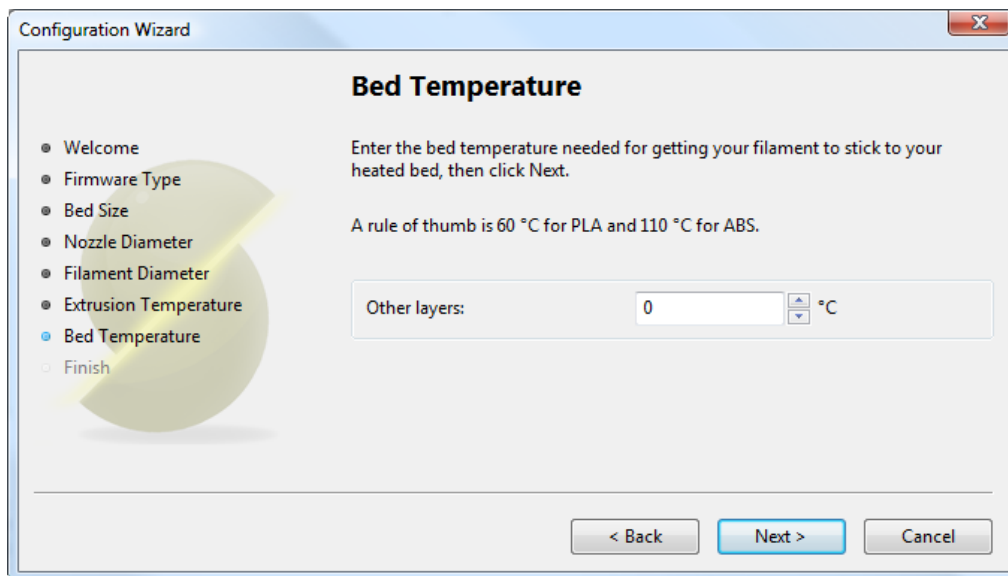 Configuration Wizard
Bed Temperature
Welcome
Firmware Type
Bed Size
Nozzle Diameter
Filament Diameter
Extrusion Temperature
Bed Temperature
Finish
Enter the bed temperature needed for getting your filament to stick to your
heated bed, then click Next.
A rule of thumb is 60 °C for PLA and 110 °C for ABS.
Other layers: 0 °C
< Back Next > Cancel